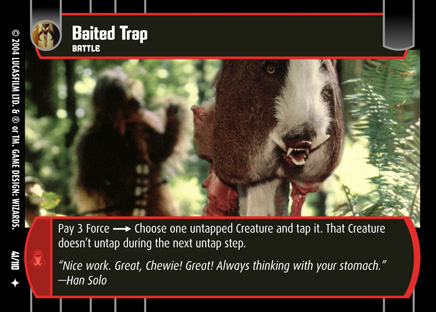 Baited Trap
BATTLE
Pay 3 Force → Choose one untapped Creature and tap it. That Creature
doesn't untap during the next untap step.
"Nice work. Great, Chewie! Great! Always thinking with your stomach."
—Han Solo
© 2004 LUCASFILM LTD. & ® or TM. GAME DESIGN: WIZARDS.
41/110